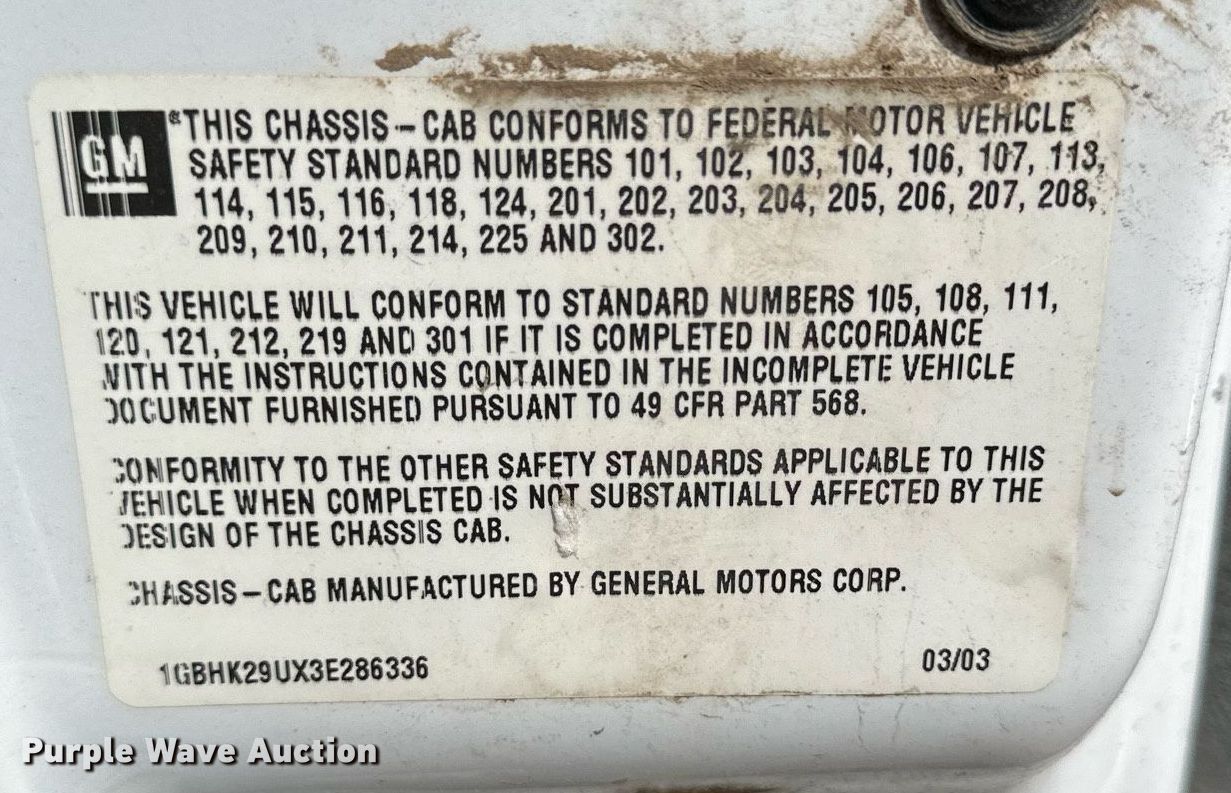 GM
®THIS CHASSIS-CAB CONFORMS TO FEDERAL MOTOR VEHICLE
SAFETY STANDARD NUMBERS 101, 102, 103, 104, 106, 107, 113,
114, 115, 116, 118, 124, 201, 202, 203, 204, 205, 206, 207, 208,
209, 210, 211, 214, 225 AND 302.
THIS VEHICLE WILL CONFORM TO STANDARD NUMBERS 105, 108, 111,
120, 121, 212, 219 AND 301 IF IT IS COMPLETED IN ACCORDANCE
WITH THE INSTRUCTIONS CONTAINED IN THE INCOMPLETE VEHICLE
DOCUMENT FURNISHED PURSUANT TO 49 CFR PART 568.
CONFORMITY TO THE OTHER SAFETY STANDARDS APPLICABLE TO THIS
VEHICLE WHEN COMPLETED IS NOT SUBSTANTIALLY AFFECTED BY THE
DESIGN OF THE CHASSIS CAB.
CHASSIS-CAB MANUFACTURED BY GENERAL MOTORS CORP.
1GBHK29UX3E286336 03/03
Purple Wave Auction